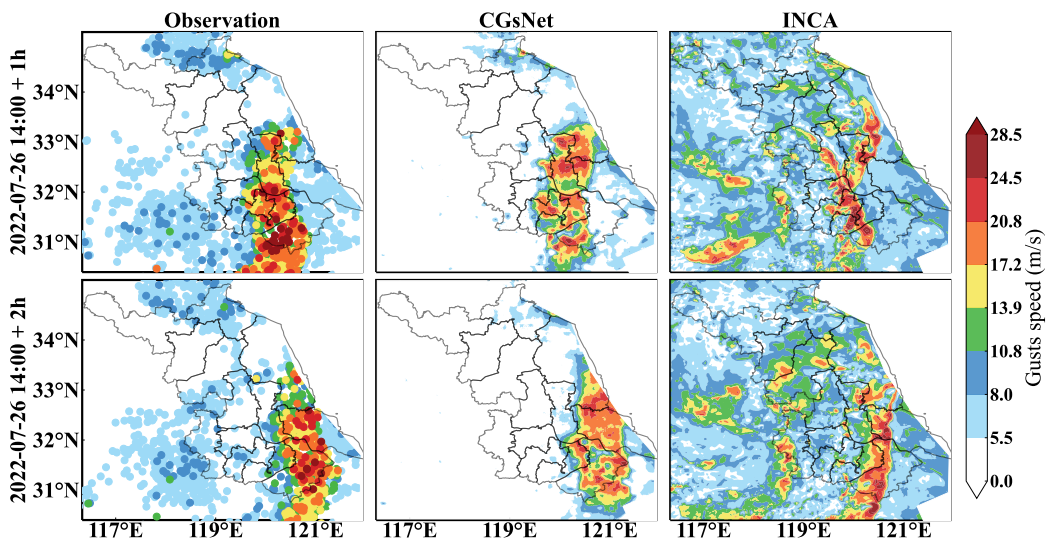 Observation
CGsNet
INCA
2022-07-26 14:00 + 1h
34°N
33°N
32°N
31°N
2022-07-26 14:00 + 2h
34°N
33°N
32°N
31°N
117°E
119°E
121°E
117°E
119°E
121°E
117°E
119°E
121°E
28.5
24.5
20.8
17.2
13.9
10.8
8.0
5.5
0.0
Gusts speed (m/s)